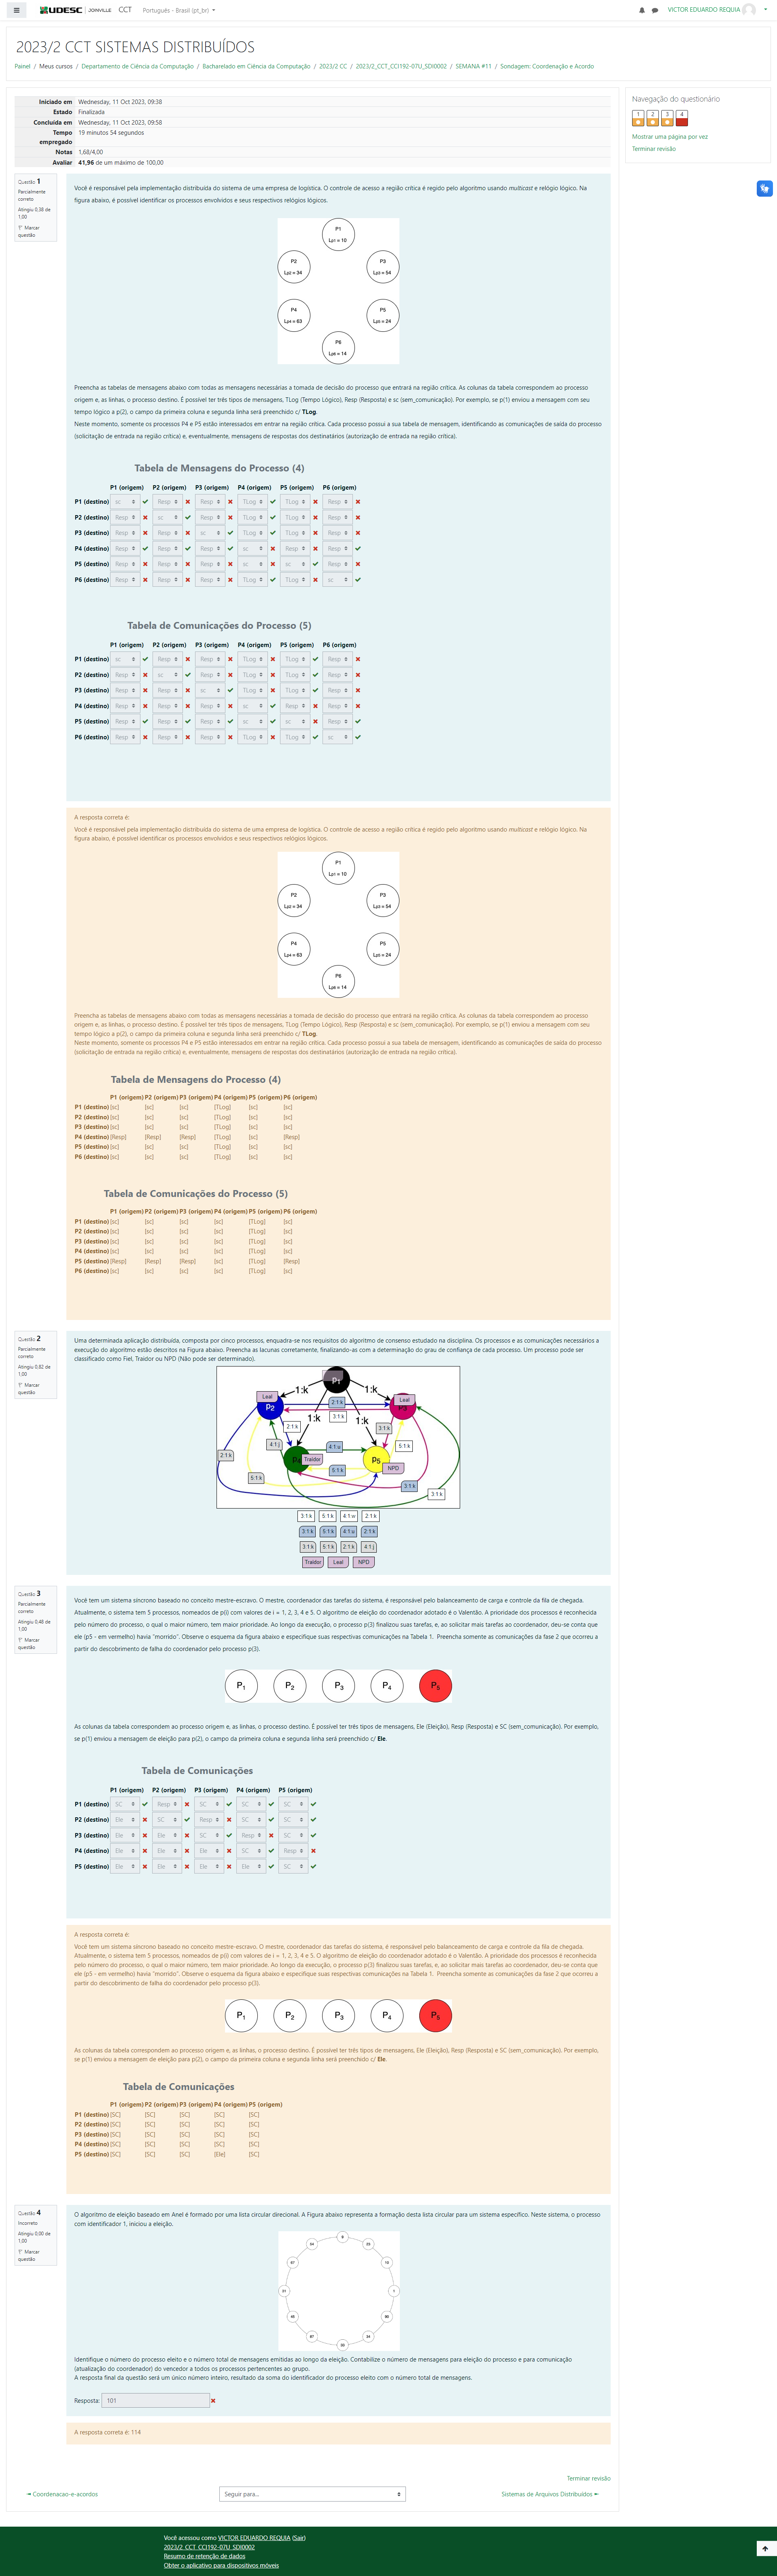 UDESC JOINVILLE CCT Português - Brasil (pt_br) VICTOR EDUARDO REQUIA
2023/2 CCT SISTEMAS DISTRIBUÍDOS
Painel / Meus cursos / Departamento de Ciência da Computação / Bacharelado em Ciência da Computação / 2023/2 CC / 2023/2_CCT_CCI192-07U_SDI0002 / SEMANA #11 / Sondagem: Coordenação e Acordo
Iniciado em Wednesday, 11 Oct 2023, 09:38
Estado Finalizada
Concluída em Wednesday, 11 Oct 2023, 09:58
Tempo empregado 19 minutos 54 segundos
Notas 1,68/4,00
Avaliar 41,96 de um máximo de 100,00
Navegação do questionário
1 2 3 4
Mostrar uma página por vez
Terminar revisão
Questão 1
Parcialmente correto
Atingiu 0,38 de 1,00
Marcar questão
Você é responsável pela implementação distribuída do sistema de uma empresa de logística. O controle de acesso a região crítica é regido pelo algoritmo usando multicast e relógio lógico. Na
figura abaixo, é possível identificar os processos envolvidos e seus respectivos relógios lógicos.
P1
Lp1 = 10
P2
Lp2 = 34
P3
Lp3 = 54
P4
Lp4 = 63
P5
Lp5 = 24
P6
Lp6 = 14
Preencha as tabelas de mensagens abaixo com todas as mensagens necessárias a tomada de decisão do processo que entrará na região crítica. As colunas da tabela correspondem ao processo
origem e, as linhas, o processo destino. É possível ter três tipos de mensagens, TLog (Tempo Lógico), Resp (Resposta) e sc (sem_comunicação). Por exemplo, se p(1) enviou a mensagem com seu
tempo lógico a p(2), o campo da primeira coluna e segunda linha será preenchido c/ TLog.
Neste momento, somente os processos P4 e P5 estão interessados em entrar na região crítica. Cada processo possui a sua tabela de mensagem, identificando as comunicações de saída do processo
(solicitação de entrada na região crítica) e, eventualmente, mensagens de respostas dos destinatários (autorização de entrada na região crítica).
Tabela de Mensagens do Processo (4)
P1 (origem) P2 (origem) P3 (origem) P4 (origem) P5 (origem) P6 (origem)
P1 (destino) sc Resp Resp TLog TLog Resp
P2 (destino) Resp sc Resp TLog TLog Resp
P3 (destino) Resp Resp sc TLog TLog Resp
P4 (destino) Resp Resp Resp sc Resp Resp
P5 (destino) Resp Resp Resp sc sc Resp
P6 (destino) Resp Resp Resp TLog TLog sc
Tabela de Comunicações do Processo (5)
P1 (origem) P2 (origem) P3 (origem) P4 (origem) P5 (origem) P6 (origem)
P1 (destino) sc Resp Resp TLog TLog Resp
P2 (destino) Resp sc Resp TLog TLog Resp
P3 (destino) Resp Resp sc TLog TLog Resp
P4 (destino) Resp Resp Resp sc Resp Resp
P5 (destino) Resp Resp Resp sc sc Resp
P6 (destino) Resp Resp Resp TLog TLog sc
A resposta correta é:
Você é responsável pela implementação distribuída do sistema de uma empresa de logística. O controle de acesso a região crítica é regido pelo algoritmo usando multicast e relógio lógico. Na
figura abaixo, é possível identificar os processos envolvidos e seus respectivos relógios lógicos.
P1
Lp1 = 10
P2
Lp2 = 34
P3
Lp3 = 54
P4
Lp4 = 63
P5
Lp5 = 24
P6
Lp6 = 14
Preencha as tabelas de mensagens abaixo com todas as mensagens necessárias a tomada de decisão do processo que entrará na região crítica. As colunas da tabela correspondem ao processo
origem e, as linhas, o processo destino. É possível ter três tipos de mensagens, TLog (Tempo Lógico), Resp (Resposta) e sc (sem_comunicação). Por exemplo, se p(1) enviou a mensagem com seu
tempo lógico a p(2), o campo da primeira coluna e segunda linha será preenchido c/ TLog.
Neste momento, somente os processos P4 e P5 estão interessados em entrar na região crítica. Cada processo possui a sua tabela de mensagem, identificando as comunicações de saída do processo
(solicitação de entrada na região crítica) e, eventualmente, mensagens de respostas dos destinatários (autorização de entrada na região crítica).
Tabela de Mensagens do Processo (4)
P1 (origem) P2 (origem) P3 (origem) P4 (origem) P5 (origem) P6 (origem)
P1 (destino) [sc] [sc] [sc] [TLog] [sc] [sc]
P2 (destino) [sc] [sc] [sc] [TLog] [sc] [sc]
P3 (destino) [sc] [sc] [sc] [TLog] [sc] [sc]
P4 (destino) [Resp] [Resp] [Resp] [TLog] [sc] [Resp]
P5 (destino) [sc] [sc] [sc] [TLog] [sc] [sc]
P6 (destino) [sc] [sc] [sc] [TLog] [sc] [sc]
Tabela de Comunicações do Processo (5)
P1 (origem) P2 (origem) P3 (origem) P4 (origem) P5 (origem) P6 (origem)
P1 (destino) [sc] [sc] [sc] [sc] [TLog] [sc]
P2 (destino) [sc] [sc] [sc] [sc] [TLog] [sc]
P3 (destino) [sc] [sc] [sc] [sc] [TLog] [sc]
P4 (destino) [sc] [sc] [sc] [sc] [TLog] [sc]
P5 (destino) [Resp] [Resp] [Resp] [sc] [TLog] [Resp]
P6 (destino) [sc] [sc] [sc] [sc] [TLog] [sc]
Questão 2
Parcialmente correto
Atingiu 0,82 de 1,00
Marcar questão
Uma determinada aplicação distribuída, composta por cinco processos, enquadra-se nos requisitos do algoritmo de consenso estudado na disciplina. Os processos e as comunicações necessários a
execução do algoritmo estão descritos na Figura abaixo. Preencha as lacunas corretamente, finalizando-as com a determinação do grau de confiança de cada processo. Um processo pode ser
classificado como Fiel, Traidor ou NPD (Não pode ser determinado).
P1
Leal 1:k 2:1:k 1:k Leal
P2 3:1:k
2:1:k 1:k 1:k 3:1:k
4:1:j 4:1:u 5:1:k
2:1:k Traidor P5 NPD
5:1:k 5:1:k 3:1:k
3:1:k
3:1:k 5:1:k 4:1:w 2:1:k
3:1:k 5:1:k 4:1:u 2:1:k
3:1:k 5:1:k 2:1:k 4:1:j
Traidor Leal NPD
Questão 3
Parcialmente correto
Atingiu 0,48 de 1,00
Marcar questão
Você tem um sistema síncrono baseado no conceito mestre-escravo. O mestre, coordenador das tarefas do sistema, é responsável pelo balanceamento de carga e controle da fila de chegada.
Atualmente, o sistema tem 5 processos, nomeados de p(i) com valores de i = 1, 2, 3, 4 e 5. O algoritmo de eleição do coordenador adotado é o Valentão. A prioridade dos processos é reconhecida
pelo número do processo, o qual o maior número, tem maior prioridade. Ao longo da execução, o processo p(3) finalizou suas tarefas, e, ao solicitar mais tarefas ao coordenador, deu-se conta que
ele (p5 - em vermelho) havia "morrido". Observe o esquema da figura abaixo e especifique suas respectivas comunicações na Tabela 1. Preencha somente as comunicações da fase 2 que ocorreu a
partir do descobrimento de falha do coordenador pelo processo p(3).
P1 P2 P3 P4 P5
As colunas da tabela correspondem ao processo origem e, as linhas, o processo destino. É possível ter três tipos de mensagens, Ele (Eleição), Resp (Resposta) e SC (sem_comunicação). Por exemplo,
se p(1) enviou a mensagem de eleição para p(2), o campo da primeira coluna e segunda linha será preenchido c/ Ele.
Tabela de Comunicações
P1 (origem) P2 (origem) P3 (origem) P4 (origem) P5 (origem)
P1 (destino) SC Resp SC SC SC
P2 (destino) Ele SC Resp SC SC
P3 (destino) Ele Ele SC Resp SC
P4 (destino) Ele Ele Ele SC Resp
P5 (destino) Ele Ele Ele Ele SC
A resposta correta é:
Você tem um sistema síncrono baseado no conceito mestre-escravo. O mestre, coordenador das tarefas do sistema, é responsável pelo balanceamento de carga e controle da fila de chegada.
Atualmente, o sistema tem 5 processos, nomeados de p(i) com valores de i = 1, 2, 3, 4 e 5. O algoritmo de eleição do coordenador adotado é o Valentão. A prioridade dos processos é reconhecida
pelo número do processo, o qual o maior número, tem maior prioridade. Ao longo da execução, o processo p(3) finalizou suas tarefas, e, ao solicitar mais tarefas ao coordenador, deu-se conta que
ele (p5 - em vermelho) havia "morrido". Observe o esquema da figura abaixo e especifique suas respectivas comunicações na Tabela 1. Preencha somente as comunicações da fase 2 que ocorreu a
partir do descobrimento de falha do coordenador pelo processo p(3).
P1 P2 P3 P4 P5
As colunas da tabela correspondem ao processo origem e, as linhas, o processo destino. É possível ter três tipos de mensagens, Ele (Eleição), Resp (Resposta) e SC (sem_comunicação). Por exemplo,
se p(1) enviou a mensagem de eleição para p(2), o campo da primeira coluna e segunda linha será preenchido c/ Ele.
Tabela de Comunicações
P1 (origem) P2 (origem) P3 (origem) P4 (origem) P5 (origem)
P1 (destino) [SC] [SC] [SC] [SC] [SC]
P2 (destino) [SC] [SC] [SC] [SC] [SC]
P3 (destino) [SC] [SC] [SC] [SC] [SC]
P4 (destino) [SC] [SC] [SC] [SC] [SC]
P5 (destino) [SC] [SC] [SC] [Ele] [SC]
Questão 4
Incorreto
Atingiu 0,00 de 1,00
Marcar questão
O algoritmo de eleição baseado em Anel é formado por uma lista circular direcional. A Figura abaixo representa a formação desta lista circular para um sistema específico. Neste sistema, o processo
com identificador 1, iniciou a eleição.
Identifique o número do processo eleito e o número total de mensagens emitidas ao longo da eleição. Contabilize o número de mensagens para eleição do processo e para comunicação
(atualização do coordenador) do vencedor a todos os processos pertencentes ao grupo.
A resposta final da questão será um único número inteiro, resultado da soma do identificador do processo eleito com o número total de mensagens.
Resposta: 101
A resposta correta é: 114
Terminar revisão
Coordenacao-e-acordos
Seguir para...
Sistemas de Arquivos Distribuídos
Você acessou como VICTOR EDUARDO REQUIA (Sair)
2023/2_CCT_CCI192-07U_SDI0002
Resumo de retenção de dados
Obter o aplicativo para dispositivos móveis